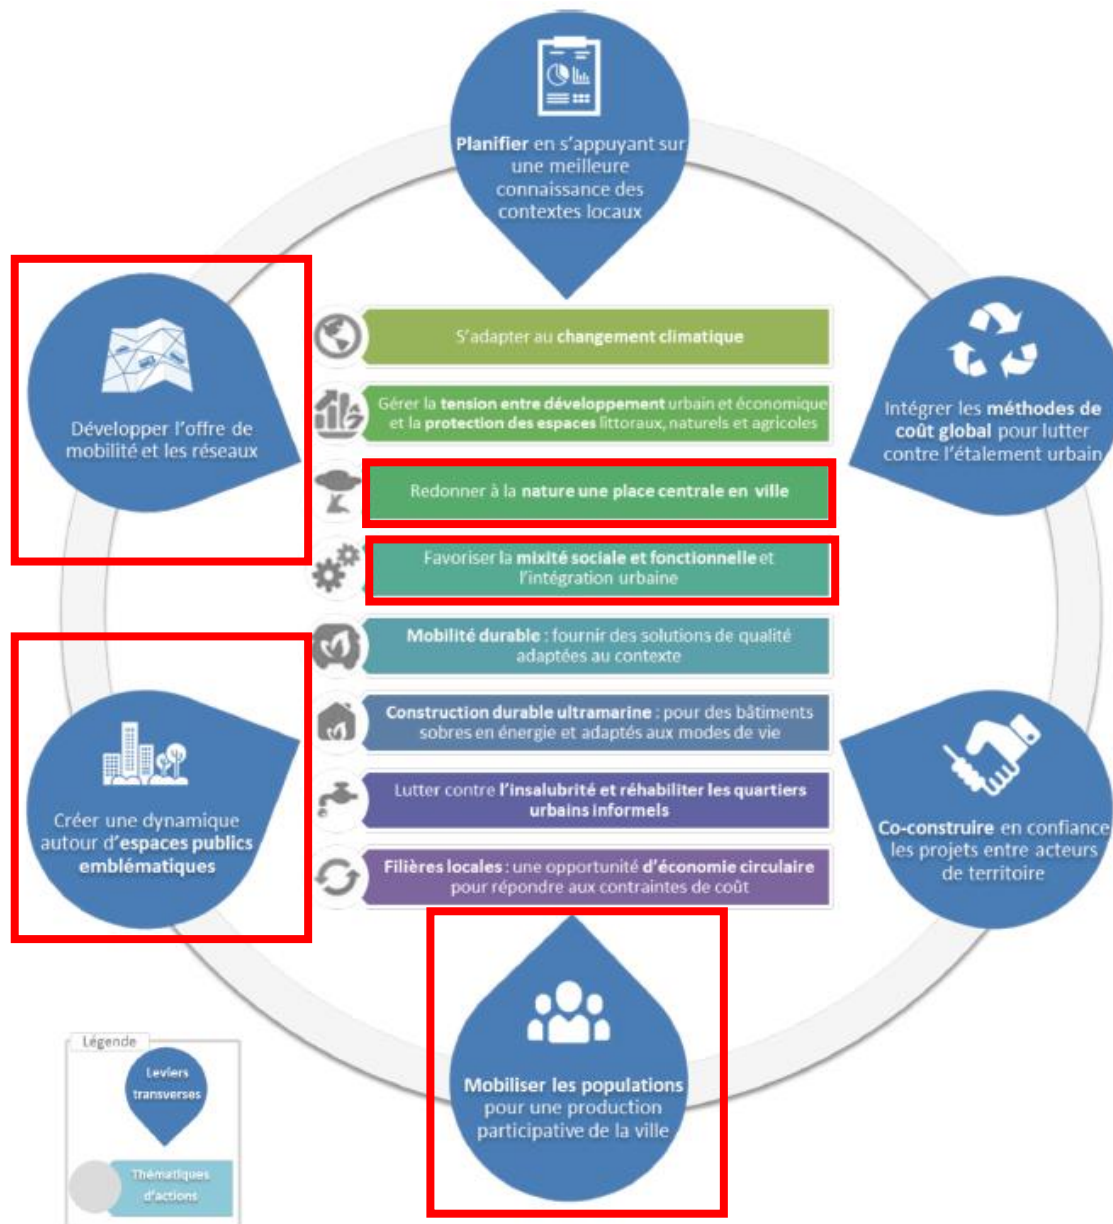 Planifier en s'appuyant sur
une meilleure
connaissance des
contextes locaux
Développer l'offre de
mobilité et les réseaux
Intégrer les méthodes de
coût global pour lutter
contre l'étalement urbain
S'adapter au changement climatique
Gérer la tension entre développement urbain et économique
et la protection des espaces littoraux, naturels et agricoles
Redonner à la nature une place centrale en ville
Favoriser la mixité sociale et fonctionnelle et
l'intégration urbaine
Mobilité durable : fournir des solutions de qualité
adaptées au contexte
Construction durable ultramarine : pour des bâtiments
sobres en énergie et adaptés aux modes de vie
Lutter contre l'insalubrité et réhabiliter les quartiers
urbains informels
Filières locales : une opportunité d'économie circulaire
pour répondre aux contraintes de coût
Créer une dynamique
autour d'espaces publics
emblématiques
Co-construire en confiance
les projets entre acteurs
de territoire
Mobiliser les populations
pour une production
participative de la ville
Légende
Leviers
transverses
Thématiques
d'actions